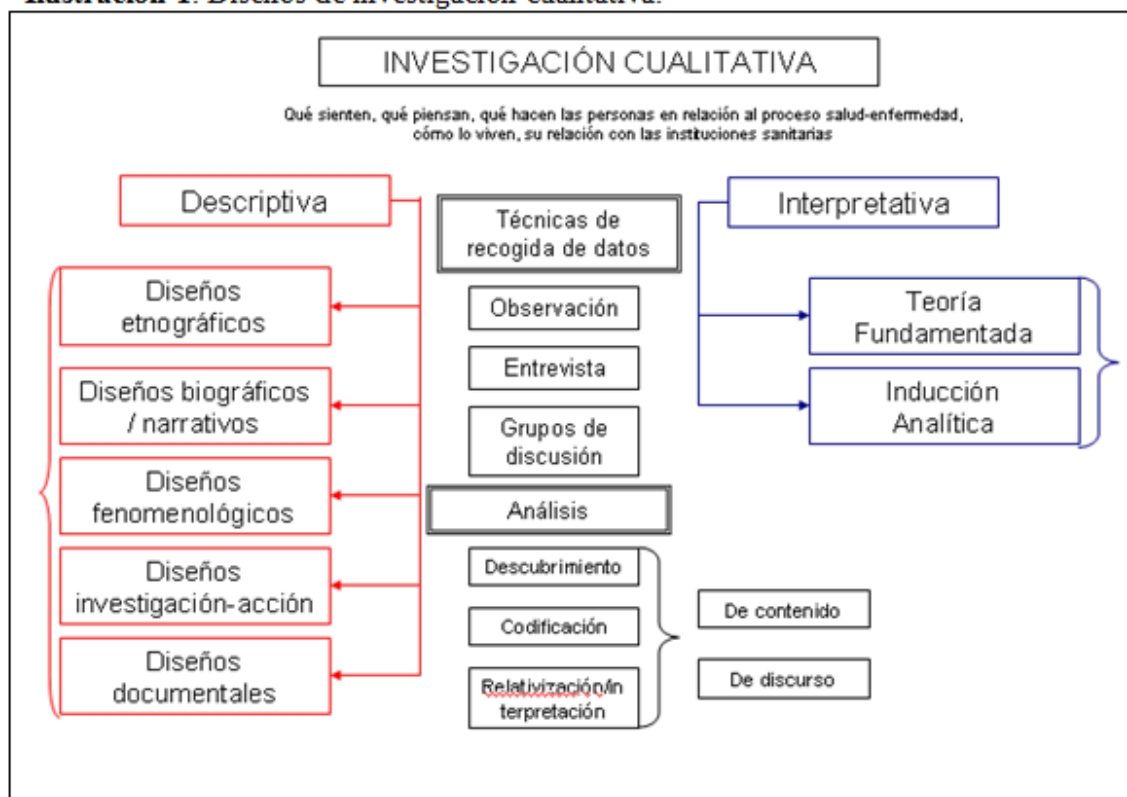 Ilustración 1. Diseños de investigación cualitativa.
INVESTIGACIÓN CUALITATIVA
Qué sienten, qué piensan, qué hacen las personas en relación al proceso salud-enfermedad,
cómo lo viven, su relación con las instituciones sanitarias
Descriptiva
Diseños
etnográficos
Diseños biográficos
/ narrativos
Diseños
fenomenológicos
Diseños
investigación-acción
Diseños
documentales
Técnicas de
recogida de datos
Observación
Entrevista
Grupos de
discusión
Análisis
Descubrimiento
Codificación
Relativización/in
terpretación
De contenido
De discurso
Interpretativa
Teoría
Fundamentada
Inducción
Analítica